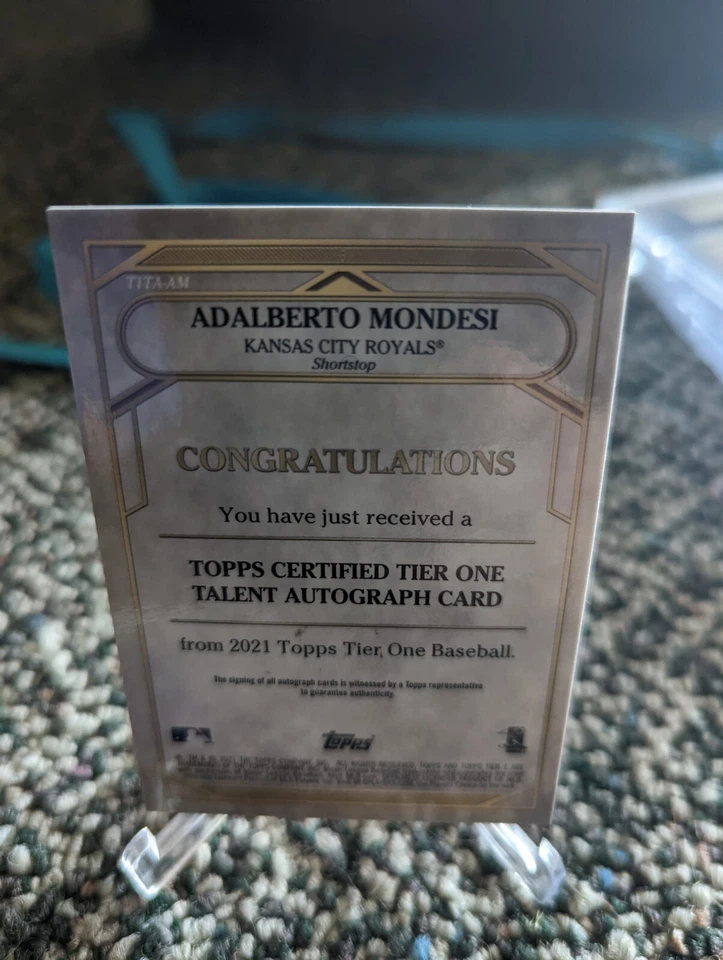 T1TA-AM
ADALBERTO MONDESI
KANSAS CITY ROYALS®
Shortstop
CONGRATULATIONS
You have just received a
TOPPS CERTIFIED TIER ONE
TALENT AUTOGRAPH CARD
from 2021 Topps Tier One Baseball.
The signing of all autograph cards is witnessed by a Topps representative
to guarantee authenticity.
Topps